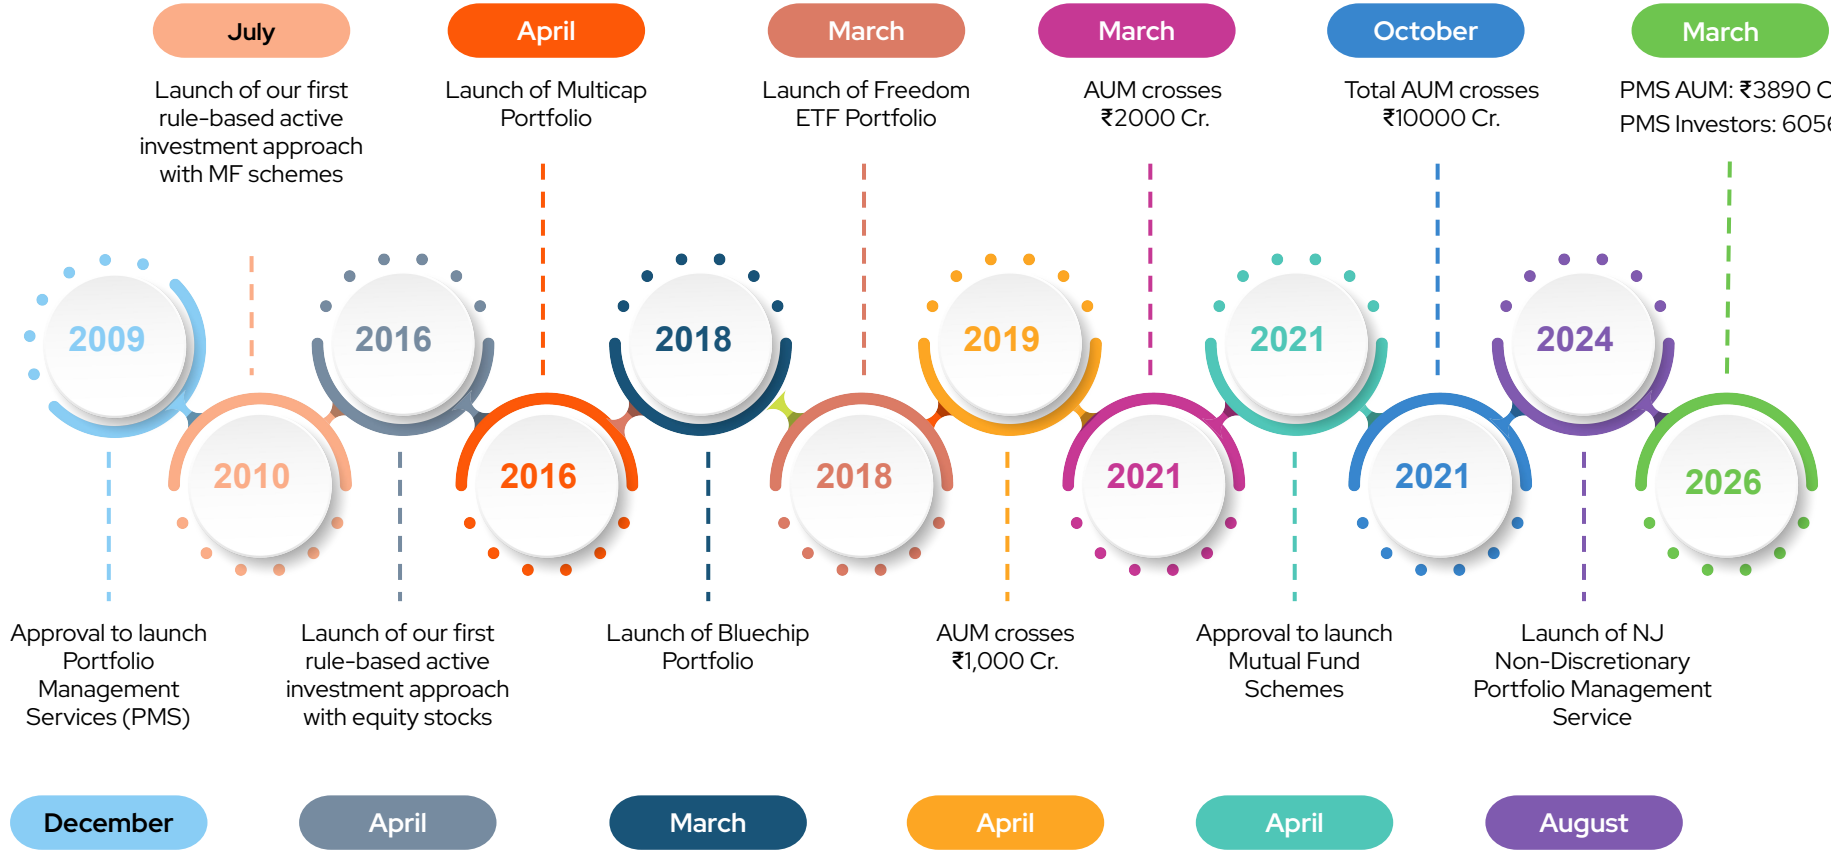 July
April
March
March
October
March
Launch of our first
rule-based active
investment approach
with MF schemes
Launch of Multicap
Portfolio
Launch of Freedom
ETF Portfolio
AUM crosses
₹2000 Cr.
Total AUM crosses
₹10000 Cr.
PMS AUM: ₹3890
PMS Investors:
2009
2016
2018
2019
2021
2024
2010
2016
2018
2021
2021
2026
Approval to launch
Portfolio
Management
Services (PMS)
Launch of our first
rule-based active
investment approach
with equity stocks
Launch of Bluechip
Portfolio
AUM crosses
₹1,000 Cr.
Approval to launch
Mutual Fund
Schemes
Launch of NJ
Non-Discretionary
Portfolio Management
Service
December
April
March
April
April
August